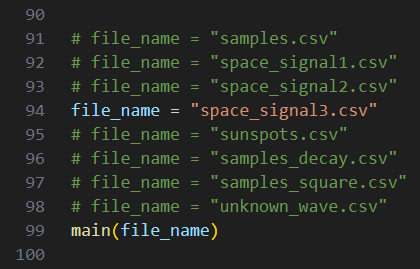 90
91 # file_name = "samples.csv"
92 # file_name = "space_signal1.csv"
93 # file_name = "space_signal2.csv"
94 file_name = "space_signal3.csv"
95 # file_name = "sunspots.csv"
96 # file_name = "samples_decay.csv"
97 # file_name = "samples_square.csv"
98 # file_name = "unknown_wave.csv"
99 main(file_name)
100